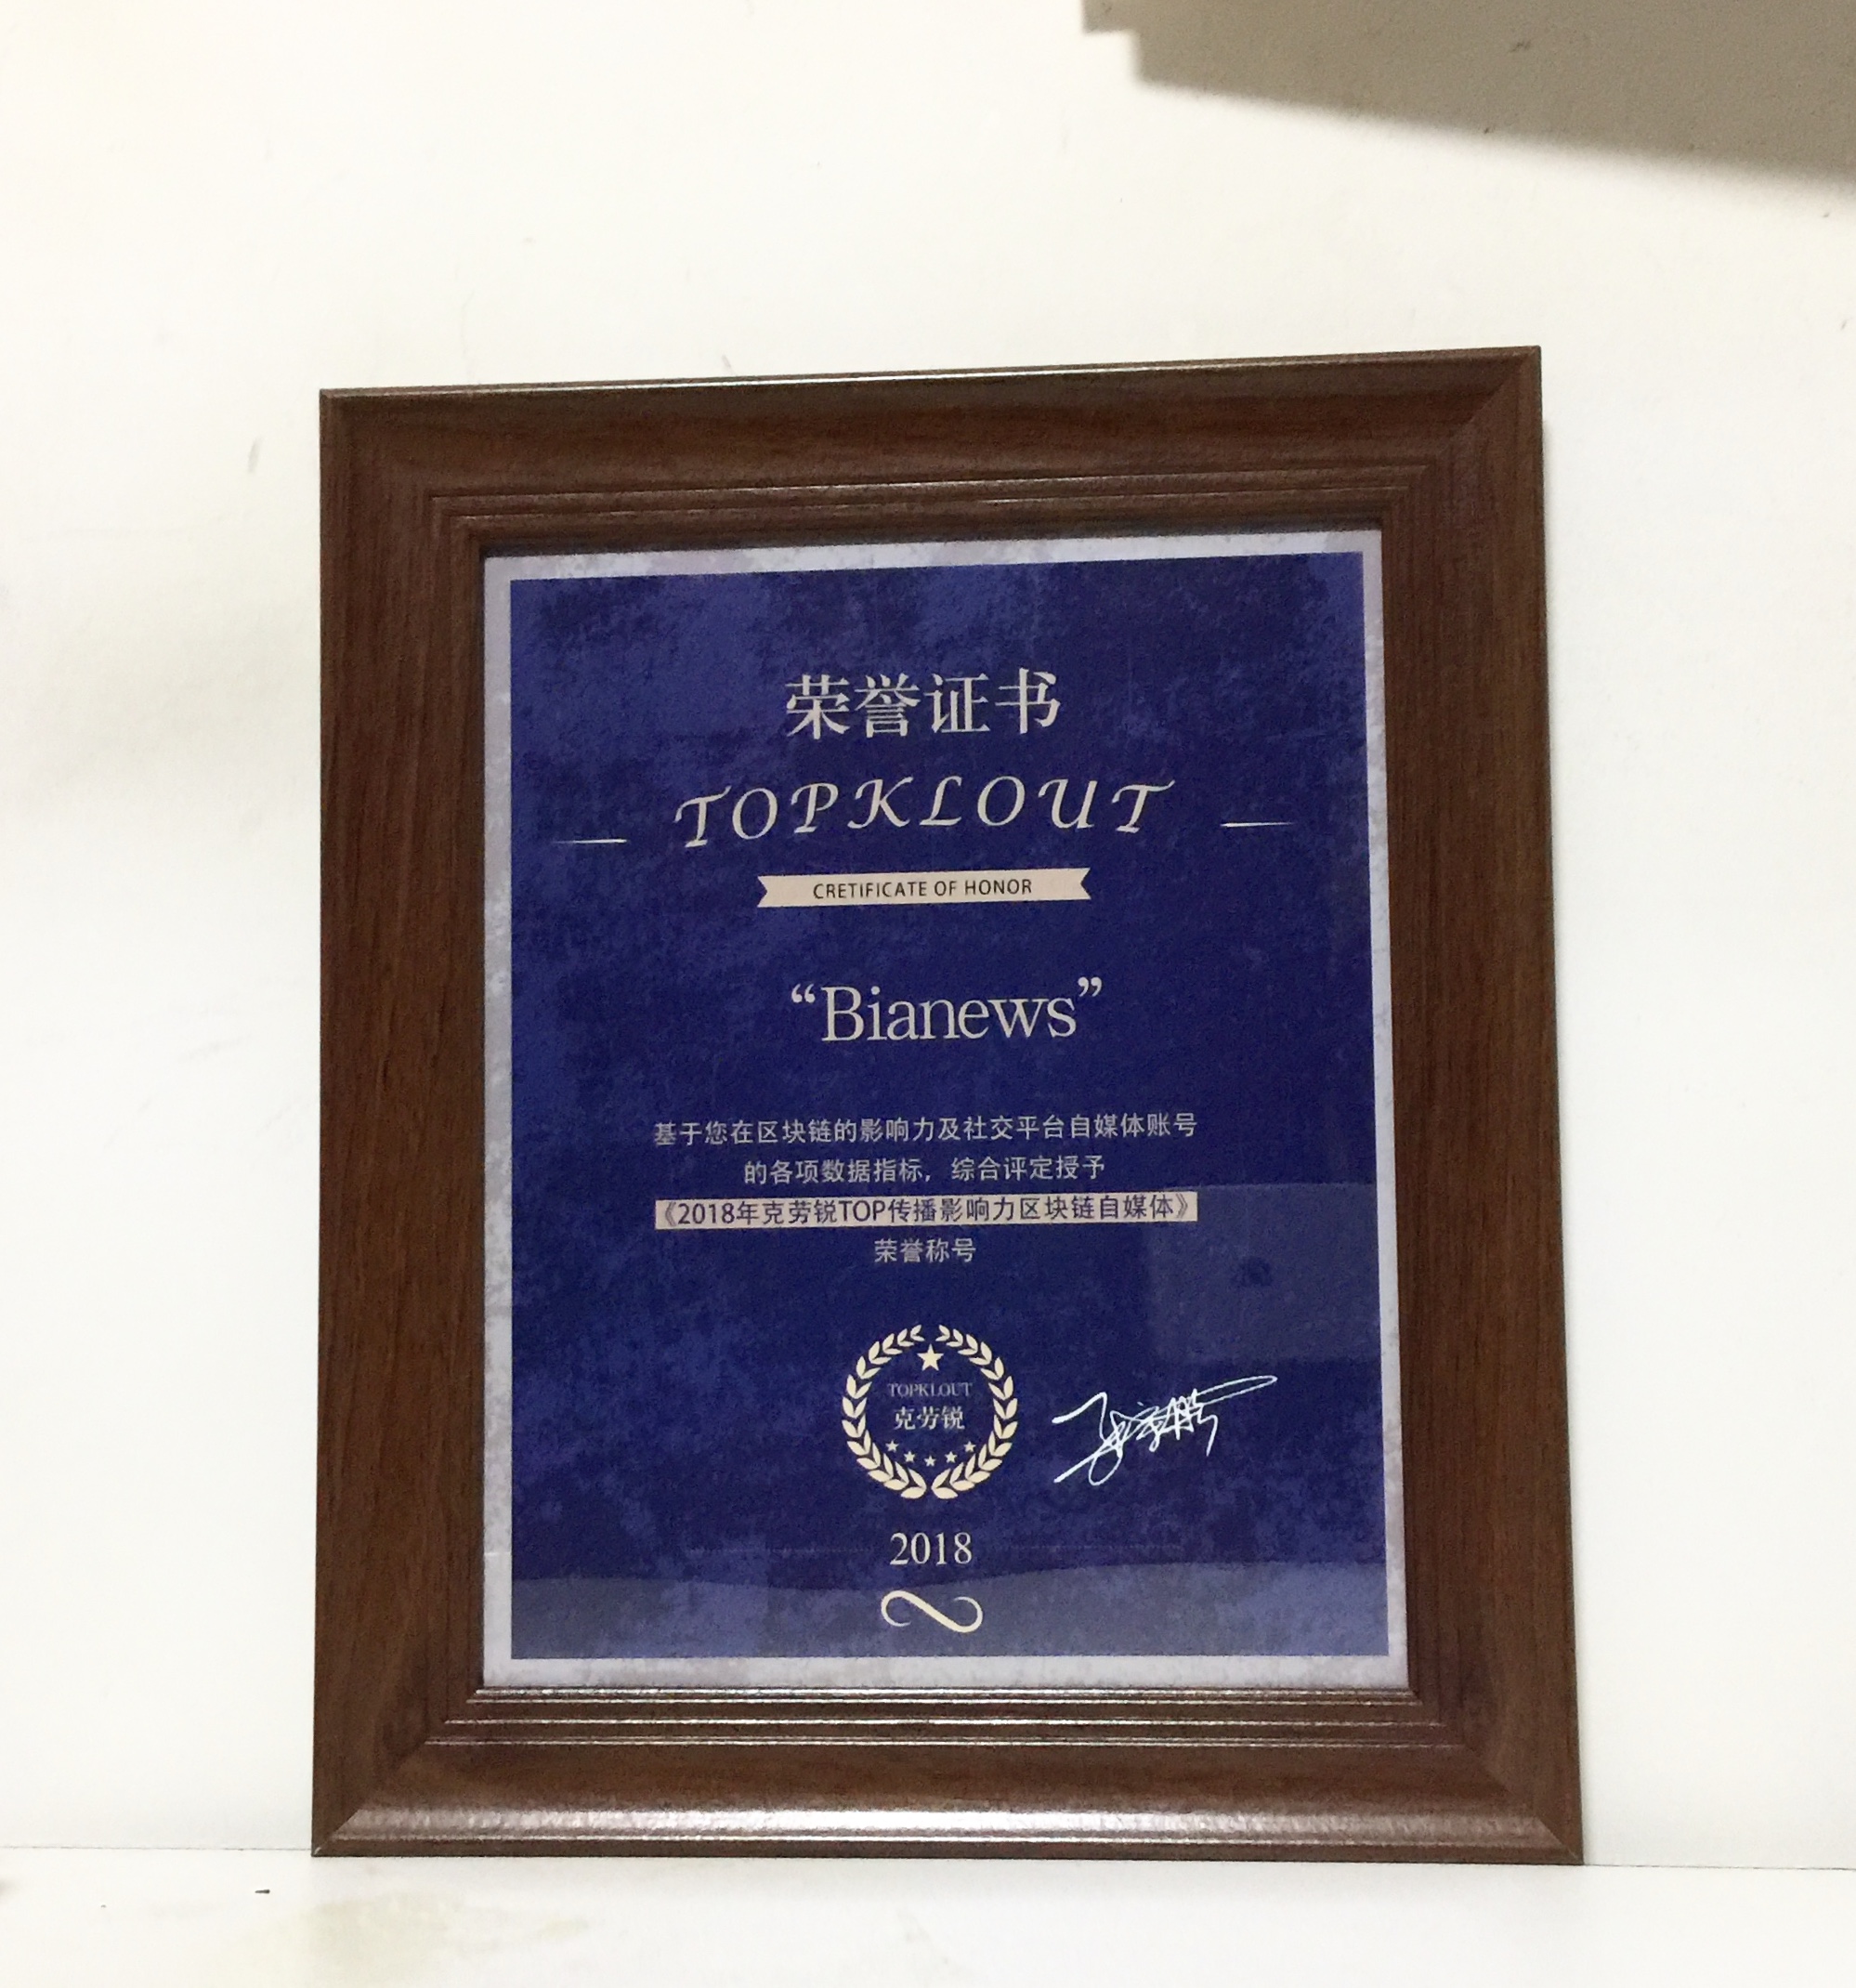 荣誉证书
TOPKLOUT
CRETIFICATE OF HONOR
“Bianews”
基于您在区块链的影响力及社交平台自媒体账号
的各项数据指标，综合评定授予
《2018年克劳锐TOP传播影响力区块链自媒体》
荣誉称号
TOPKLOUT
克劳锐
2018